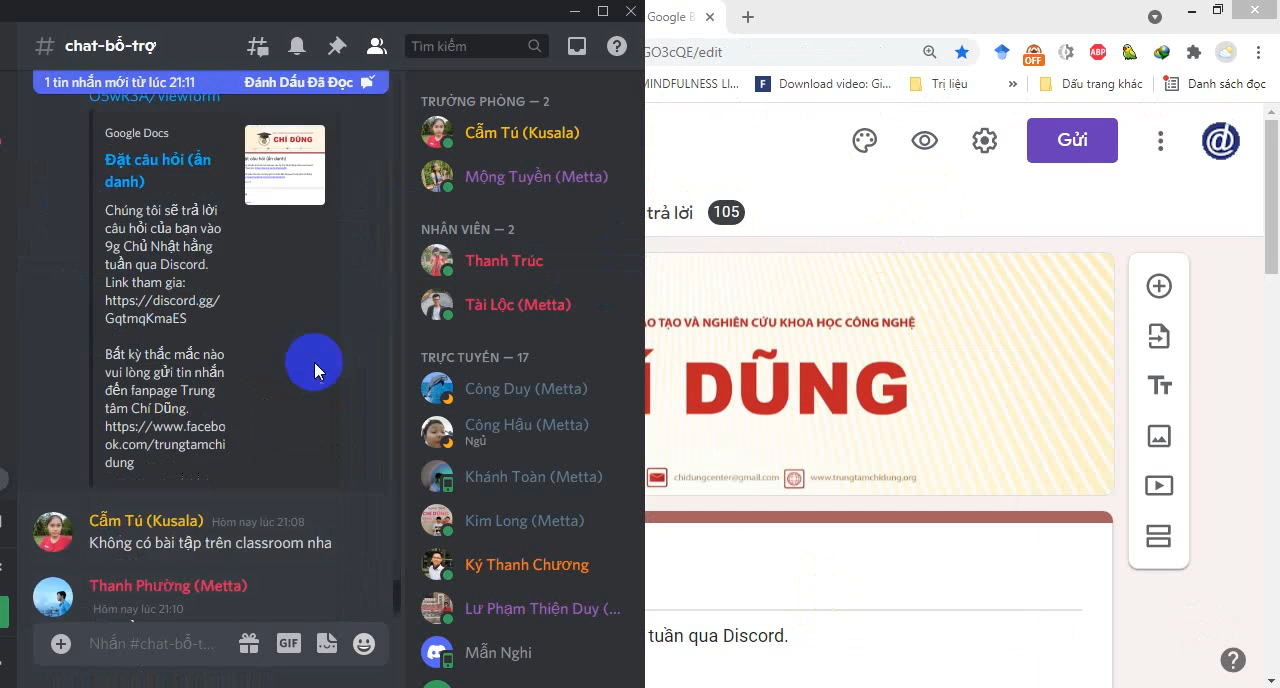 chat-bỗ-trợ
Tìm kiếm
1 tin nhắn mới từ lúc 21:11
Đánh Dấu Đã Đọc
O5wR3A/viewform
Google Docs
Đặt câu hỏi (ẩn
danh)
Chúng tôi sẽ trả lời
câu hỏi của bạn vào
9g Chủ Nhật hằng
tuần qua Discord.
Link tham gia:
https://discord.gg/
GqtmqKmaES
Bất kỳ thắc mắc nào
vui lòng gửi tin nhắn
đến fanpage Trung
tâm Chí Dũng.
https://www.facebo
ok.com/trungtamchi
dung
CHÍ DŨNG
Cẩm Tú (Kusala) Hôm nay lúc 21:08
Không có bài tập trên classroom nha
Thanh Phường (Metta)
Hôm nay lúc 21:10
Nhắn #chat-bỗ-t...
GIF
TRƯỞNG PHÒNG — 2
Cẩm Tú (Kusala)
Mộng Tuyền (Metta)
NHÂN VIÊN — 2
Thanh Trúc
Tài Lộc (Metta)
TRỰC TUYẾN — 17
Công Duy (Metta)
Công Hậu (Metta)
Ngủ
Khánh Toàn (Metta)
Kim Long (Metta)
Ký Thanh Chương
Lư Phạm Thiện Duy (...
Mẫn Nghi
Google B
GO3cQE/edit
OFF
ABP
MINDFULNESS LI...
Download video: Gi...
Trị liệu
»
Dấu trang khác
Danh sách đọc
Gửi
trả lời 105
O TẠO VÀ NGHIÊN CỨU KHOA HỌC CÔNG NGHỆ
DŨNG
chidungcenter@gmail.com
www.trungtamchidung.org
tuần qua Discord.